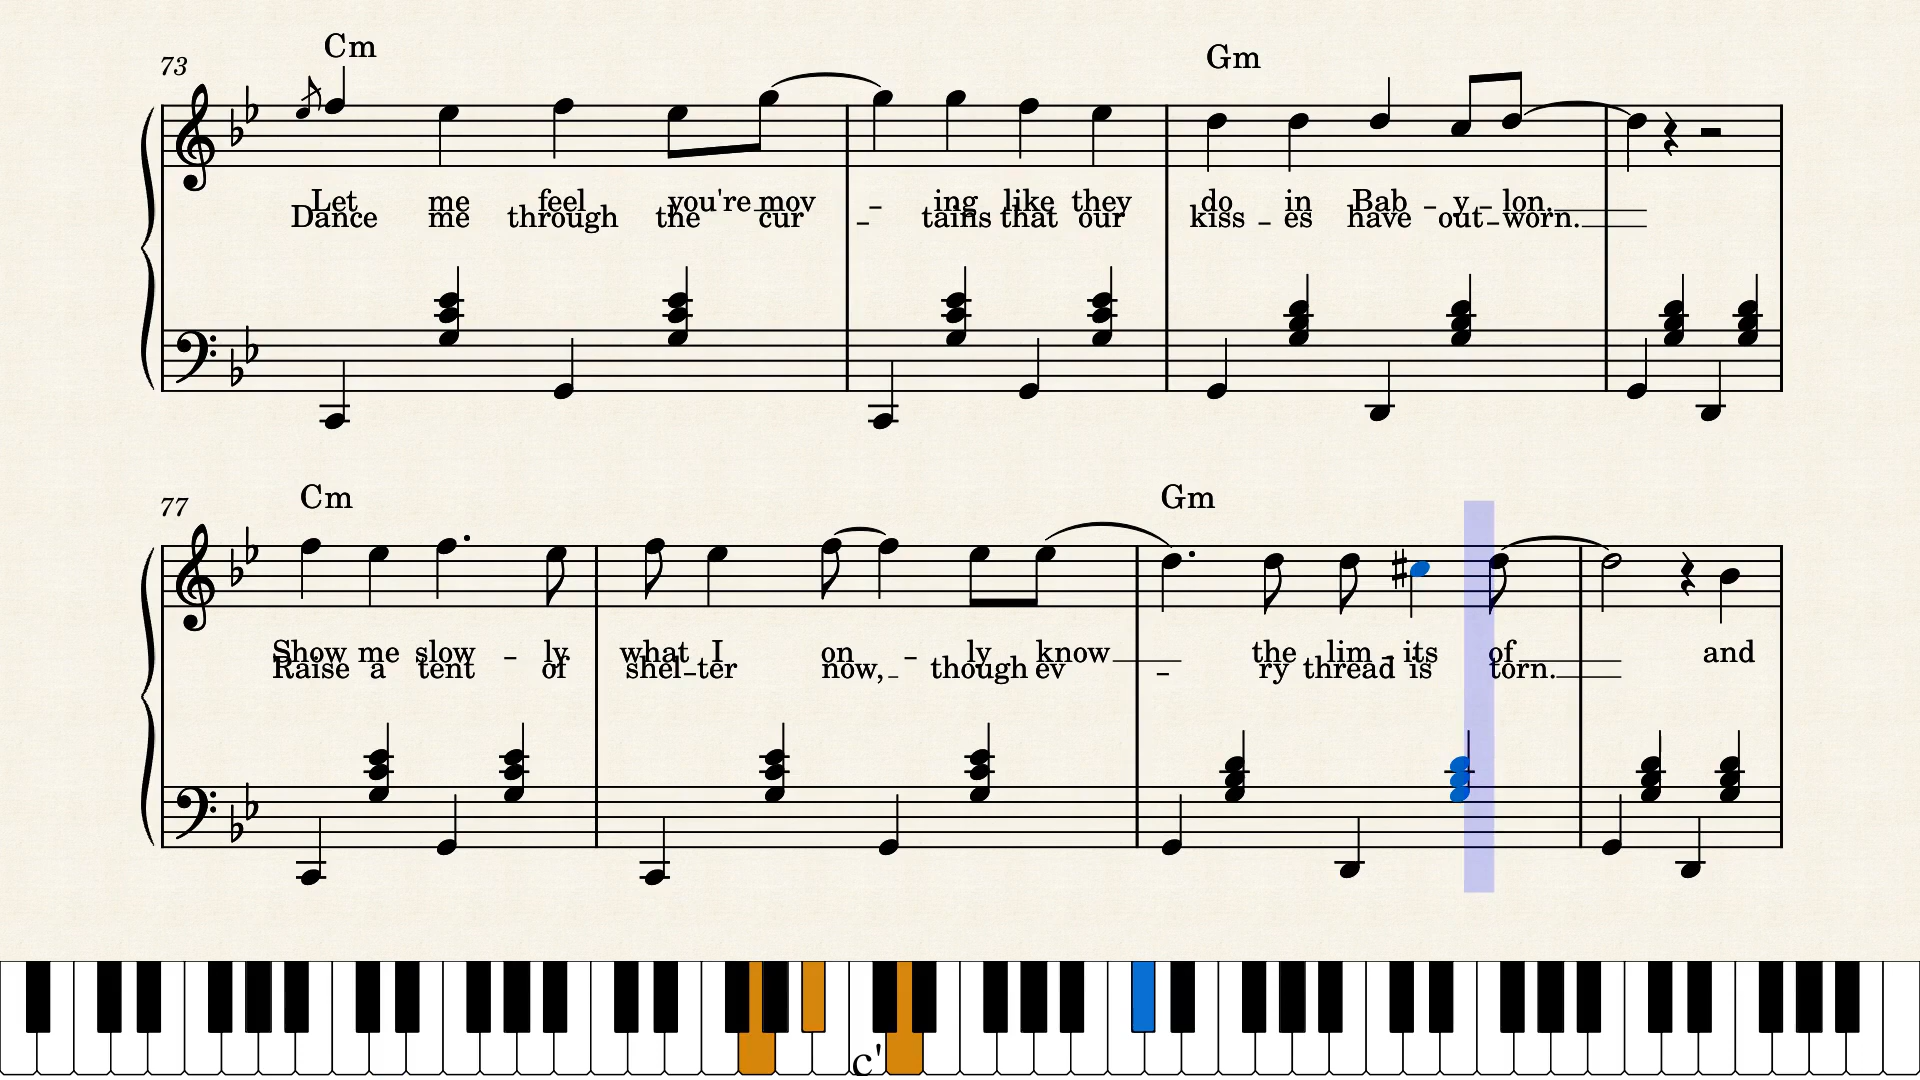 Cm Gm
73
Let me feel you're mov - ing like they do in Bab - y - lon.
Dance me through the cur - tains that our kiss - es have out - worn.
Cm Gm
77
Show me slow - ly what I on - ly know the lim - its of and
Raise a tent of shel - ter now, - though ev - ry thread is torn.
c'